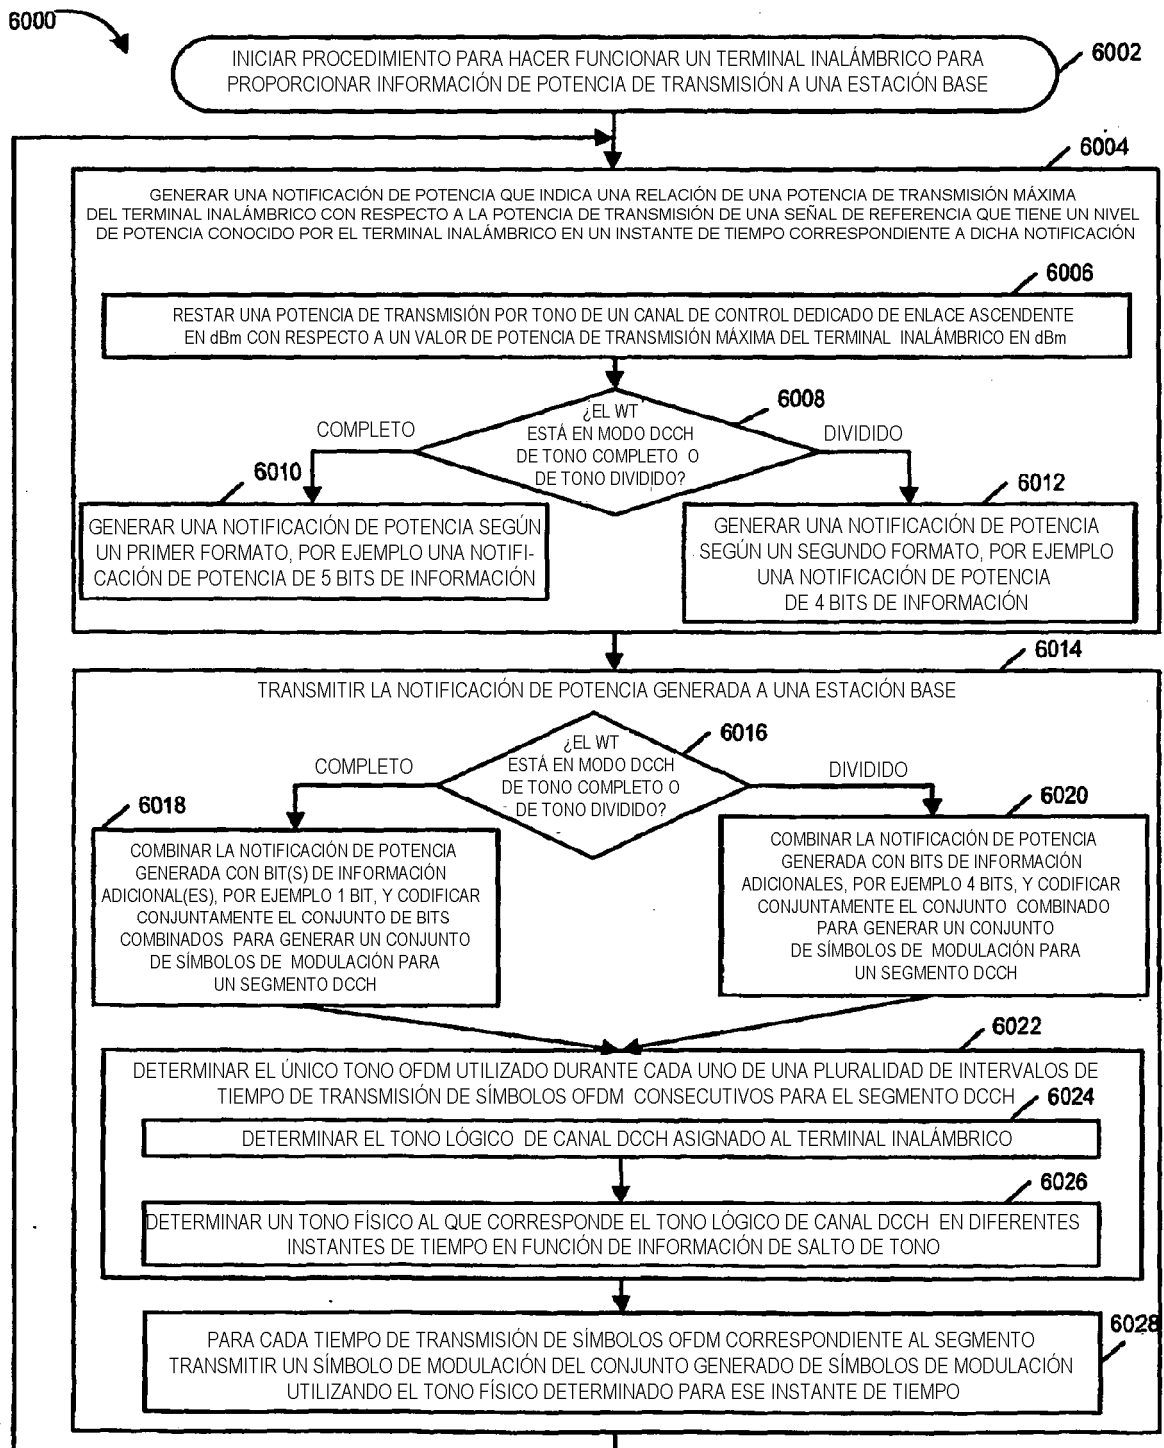 6000
INICIAR PROCEDIMIENTO PARA HACER FUNCIONAR UN TERMINAL INALÁMBRICO PARA
PROPORCIONAR INFORMACIÓN DE POTENCIA DE TRANSMISIÓN A UNA ESTACIÓN BASE
6002
6004
GENERAR UNA NOTIFICACIÓN DE POTENCIA QUE INDICA UNA RELACIÓN DE UNA POTENCIA DE TRANSMISIÓN MÁXIMA
DEL TERMINAL INALÁMBRICO CON RESPECTO A LA POTENCIA DE TRANSMISIÓN DE UNA SEÑAL DE REFERENCIA QUE TIENE UN NIVEL
DE POTENCIA CONOCIDO POR EL TERMINAL INALÁMBRICO EN UN INSTANTE DE TIEMPO CORRESPONDIENTE A DICHA NOTIFICACIÓN
6006
RESTAR UNA POTENCIA DE TRANSMISIÓN POR TONO DE UN CANAL DE CONTROL DEDICADO DE ENLACE ASCENDENTE
EN dBm CON RESPECTO A UN VALOR DE POTENCIA DE TRANSMISIÓN MÁXIMA DEL TERMINAL INALÁMBRICO EN dBm
6008
¿EL WT
ESTÁ EN MODO DCCH
DE TONO COMPLETO O
DE TONO DIVIDIDO?
COMPLETO
DIVIDIDO
6010
GENERAR UNA NOTIFICACIÓN DE POTENCIA SEGÚN
UN PRIMER FORMATO, POR EJEMPLO UNA NOTIFI-
CACIÓN DE POTENCIA DE 5 BITS DE INFORMACIÓN
6012
GENERAR UNA NOTIFICACIÓN DE POTENCIA
SEGÚN UN SEGUNDO FORMATO, POR EJEMPLO
UNA NOTIFICACIÓN DE POTENCIA
DE 4 BITS DE INFORMACIÓN
6014
TRANSMITIR LA NOTIFICACIÓN DE POTENCIA GENERADA A UNA ESTACIÓN BASE
6016
¿EL WT
ESTÁ EN MODO DCCH
DE TONO COMPLETO O
DE TONO DIVIDIDO?
COMPLETO
DIVIDIDO
6018
COMBINAR LA NOTIFICACIÓN DE POTENCIA
GENERADA CON BIT(S) DE INFORMACIÓN
ADICIONAL(ES), POR EJEMPLO 1 BIT, Y CODIFICAR
CONJUNTAMENTE EL CONJUNTO DE BITS
COMBINADOS PARA GENERAR UN CONJUNTO
DE SÍMBOLOS DE MODULACIÓN PARA
UN SEGMENTO DCCH
6020
COMBINAR LA NOTIFICACIÓN DE POTENCIA
GENERADA CON BITS DE INFORMACIÓN
ADICIONALES, POR EJEMPLO 4 BITS, Y CODIFICAR
CONJUNTAMENTE EL CONJUNTO COMBINADO
PARA GENERAR UN CONJUNTO
DE SÍMBOLOS DE MODULACIÓN PARA
UN SEGMENTO DCCH
6022
DETERMINAR EL ÚNICO TONO OFDM UTILIZADO DURANTE CADA UNO DE UNA PLURALIDAD DE INTERVALOS DE
TIEMPO DE TRANSMISIÓN DE SÍMBOLOS OFDM CONSECUTIVOS PARA EL SEGMENTO DCCH
6024
DETERMINAR EL TONO LÓGICO DE CANAL DCCH ASIGNADO AL TERMINAL INALÁMBRICO
6026
DETERMINAR UN TONO FÍSICO AL QUE CORRESPONDE EL TONO LÓGICO DE CANAL DCCH EN DIFERENTES
INSTANTES DE TIEMPO EN FUNCIÓN DE INFORMACIÓN DE SALTO DE TONO
6028
PARA CADA TIEMPO DE TRANSMISIÓN DE SÍMBOLOS OFDM CORRESPONDIENTE AL SEGMENTO
TRANSMITIR UN SÍMBOLO DE MODULACIÓN DEL CONJUNTO GENERADO DE SÍMBOLOS DE MODULACIÓN
UTILIZANDO EL TONO FÍSICO DETERMINADO PARA ESE INSTANTE DE TIEMPO